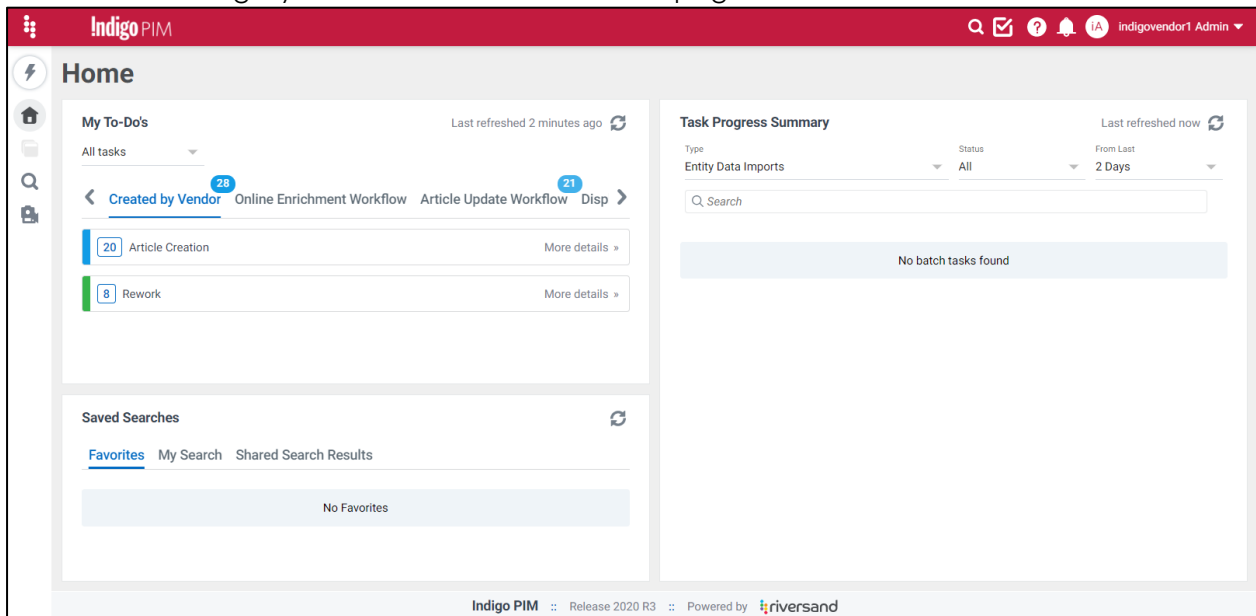 Indigo PIM
iA indigovendor1 Admin
Home
My To-Do's
Last refreshed 2 minutes ago
All tasks
28
21
Created by Vendor Online Enrichment Workflow Article Update Workflow Disp
20 Article Creation More details »
8 Rework More details »
Saved Searches
Favorites My Search Shared Search Results
No Favorites
Task Progress Summary
Last refreshed now
Type Status From Last
Entity Data Imports All 2 Days
Search
No batch tasks found
Indigo PIM :: Release 2020 R3 :: Powered by riversand